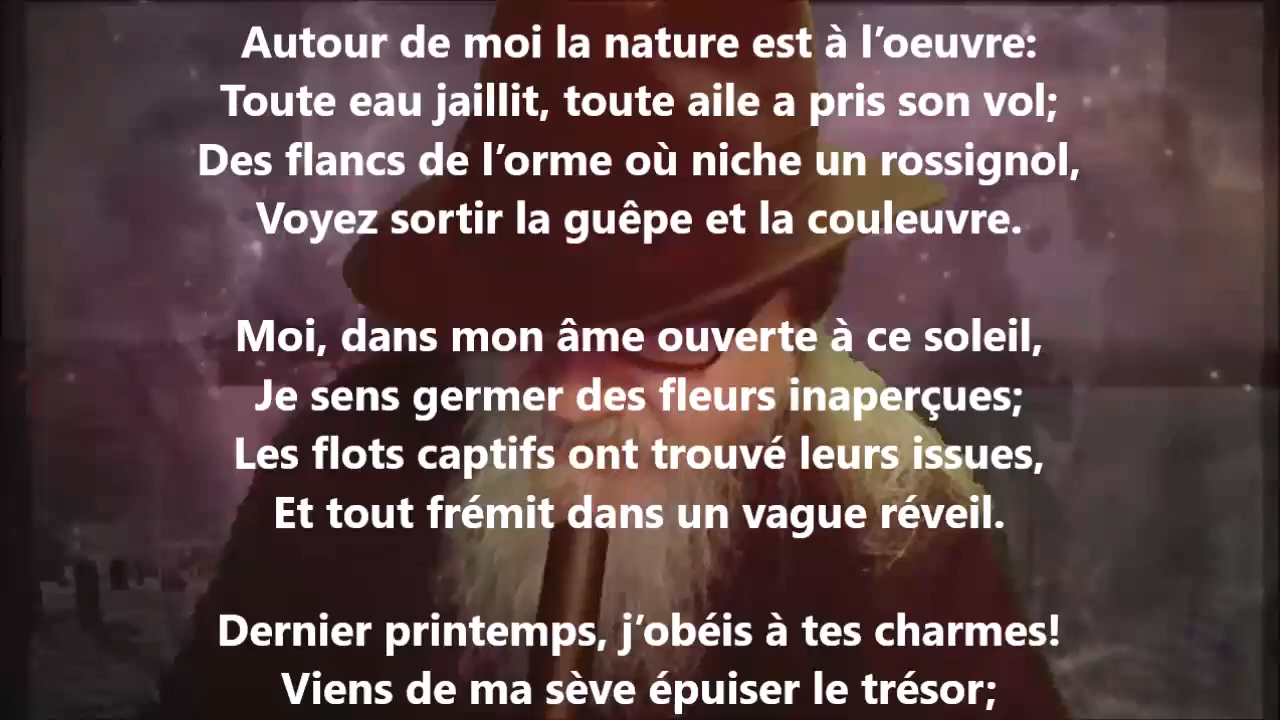 Autour de moi la nature est à l’oeuvre:
Toute eau jaillit, toute aile a pris son vol;
Des flancs de l’orme où niche un rossignol,
Voyez sortir la guêpe et la couleuvre.
Moi, dans mon âme ouverte à ce soleil,
Je sens germer des fleurs inaperçues;
Les flots captifs ont trouvé leurs issues,
Et tout frémit dans un vague réveil.
Dernier printemps, j’obéis à tes charmes!
Viens de ma sève épuiser le trésor;